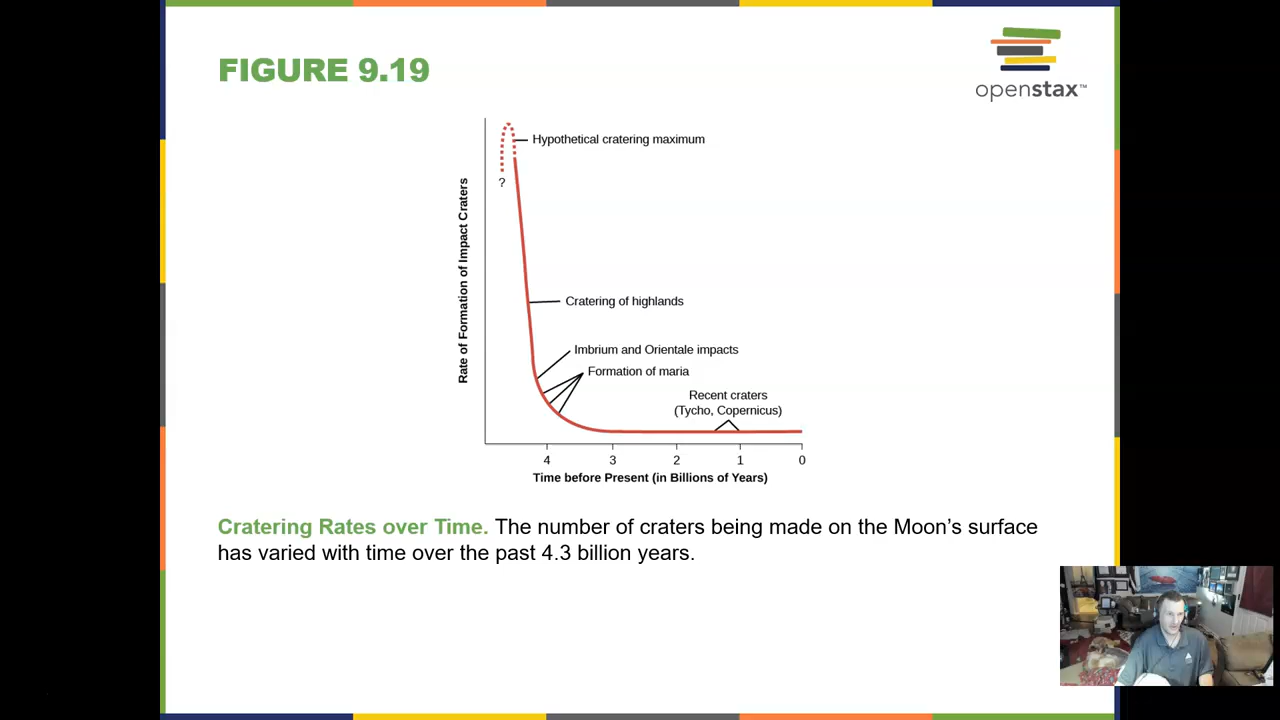 FIGURE 9.19
openstax™
Hypothetical cratering maximum
?
Rate of Formation of Impact Craters
Cratering of highlands
Imbrium and Orientale impacts
Formation of maria
Recent craters
(Tycho, Copernicus)
4 3 2 1 0
Time before Present (in Billions of Years)
Cratering Rates over Time. The number of craters being made on the Moon’s surface
has varied with time over the past 4.3 billion years.